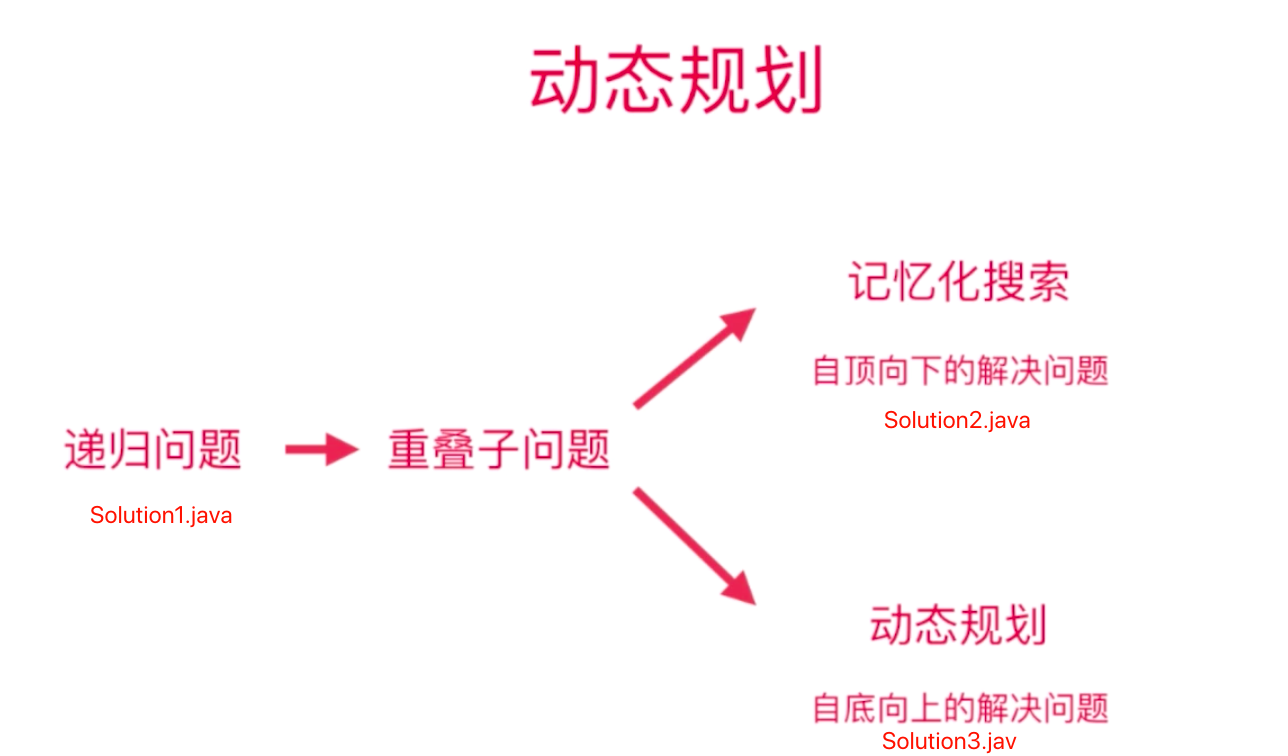 动态规划
记忆化搜索
自顶向下的解决问题
Solution2.java
递归问题
重叠子问题
Solution1.java
动态规划
自底向上的解决问题
Solution3.jav